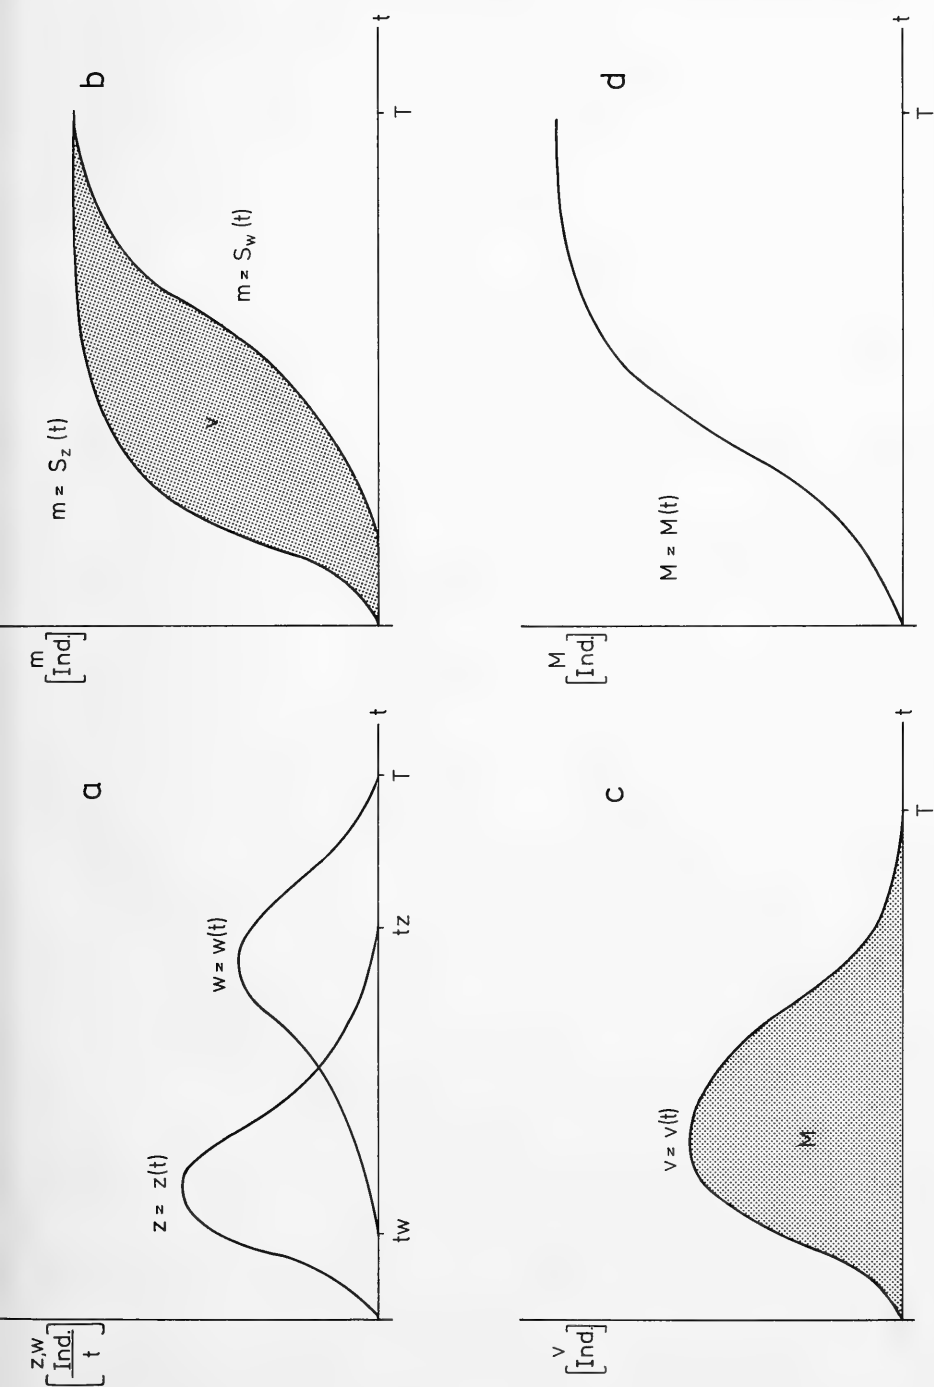 z,w
[Ind.
t]
a
z = z(t)
w = w(t)
tw
tz
T
t
m
[Ind.]
b
m = S_z (t)
m = S_w (t)
v
T
t
v
[Ind.]
c
v = v(t)
M
T
t
M
[Ind.]
d
M = M(t)
T
t